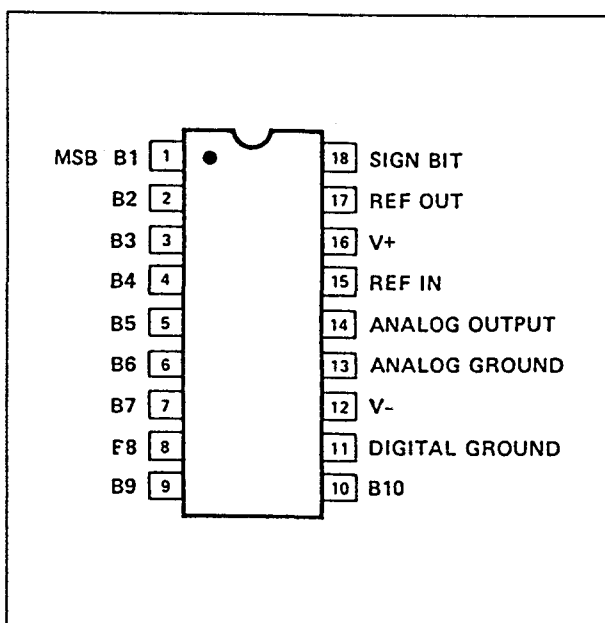 MSB B1 1 18 SIGN BIT
B2 2 17 REF OUT
B3 3 16 V+
B4 4 15 REF IN
B5 5 14 ANALOG OUTPUT
B6 6 13 ANALOG GROUND
B7 7 12 V-
F8 8 11 DIGITAL GROUND
B9 9 10 B10